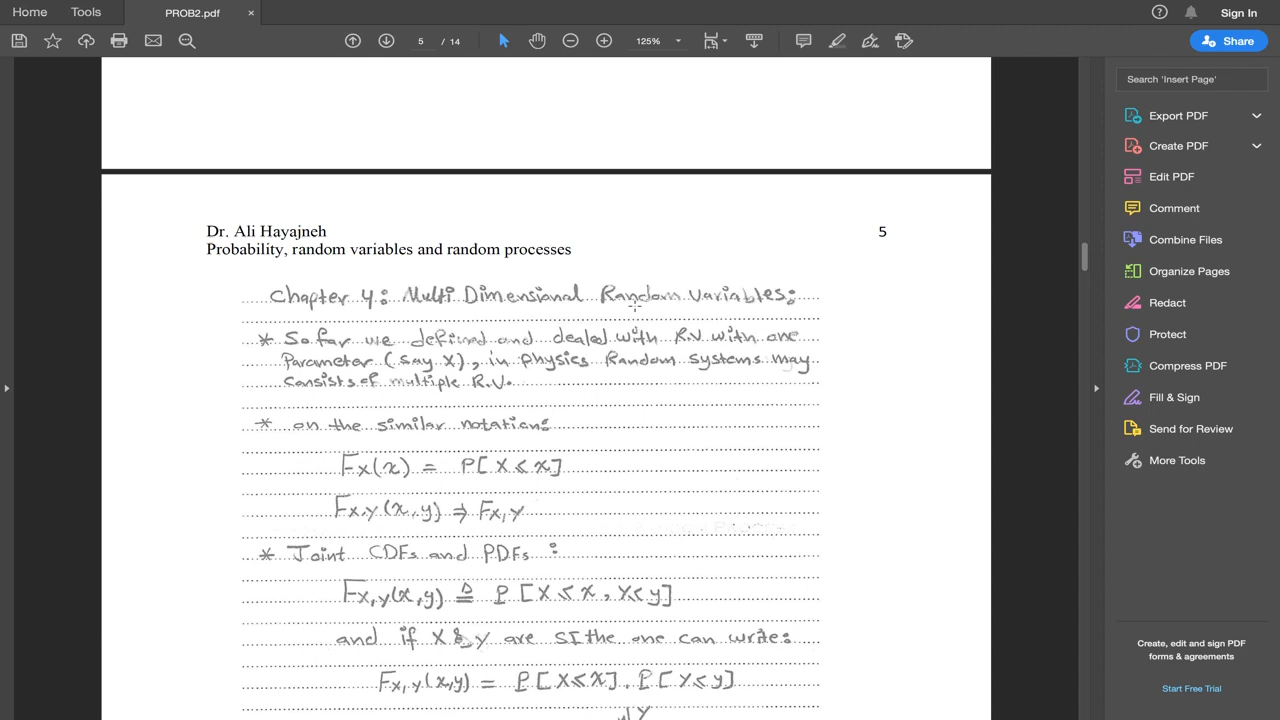 Home Tools PROB2.pdf × Sign In
5 / 14 125% Share
Search 'Insert Page'
Export PDF
Create PDF
Edit PDF
Comment
Combine Files
Organize Pages
Redact
Protect
Compress PDF
Fill & Sign
Send for Review
More Tools
Create, edit and sign PDF
forms & agreements
Start Free Trial
Dr. Ali Hayajneh 5
Probability, random variables and random processes
Chapter 4: Multi Dimensional Random Variables:
* So far we defined and dealed with R.V with one
Parameter (say X), in physics Random systems may
consists of multiple R.V.
* on the similar notation:
Fx(x) = P[X ≤ x]
Fx,y(x,y) ⇒ Fx,y
* Joint CDFs and PDFs :
Fx,y(x,y) ≜ P[X ≤ x, Y ≤ y]
and if X & Y are SI the one can write:
Fx,y(x,y) = P[X ≤ x] . P[Y ≤ y]